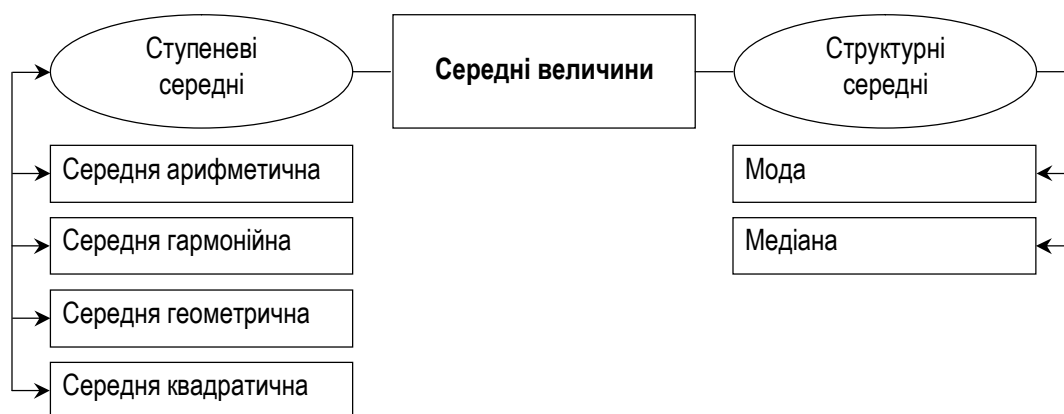 Ступеневі
середні
Середні величини
Структурні
середні
Середня арифметична
Середня гармонійна
Середня геометрична
Середня квадратична
Мода
Медіана